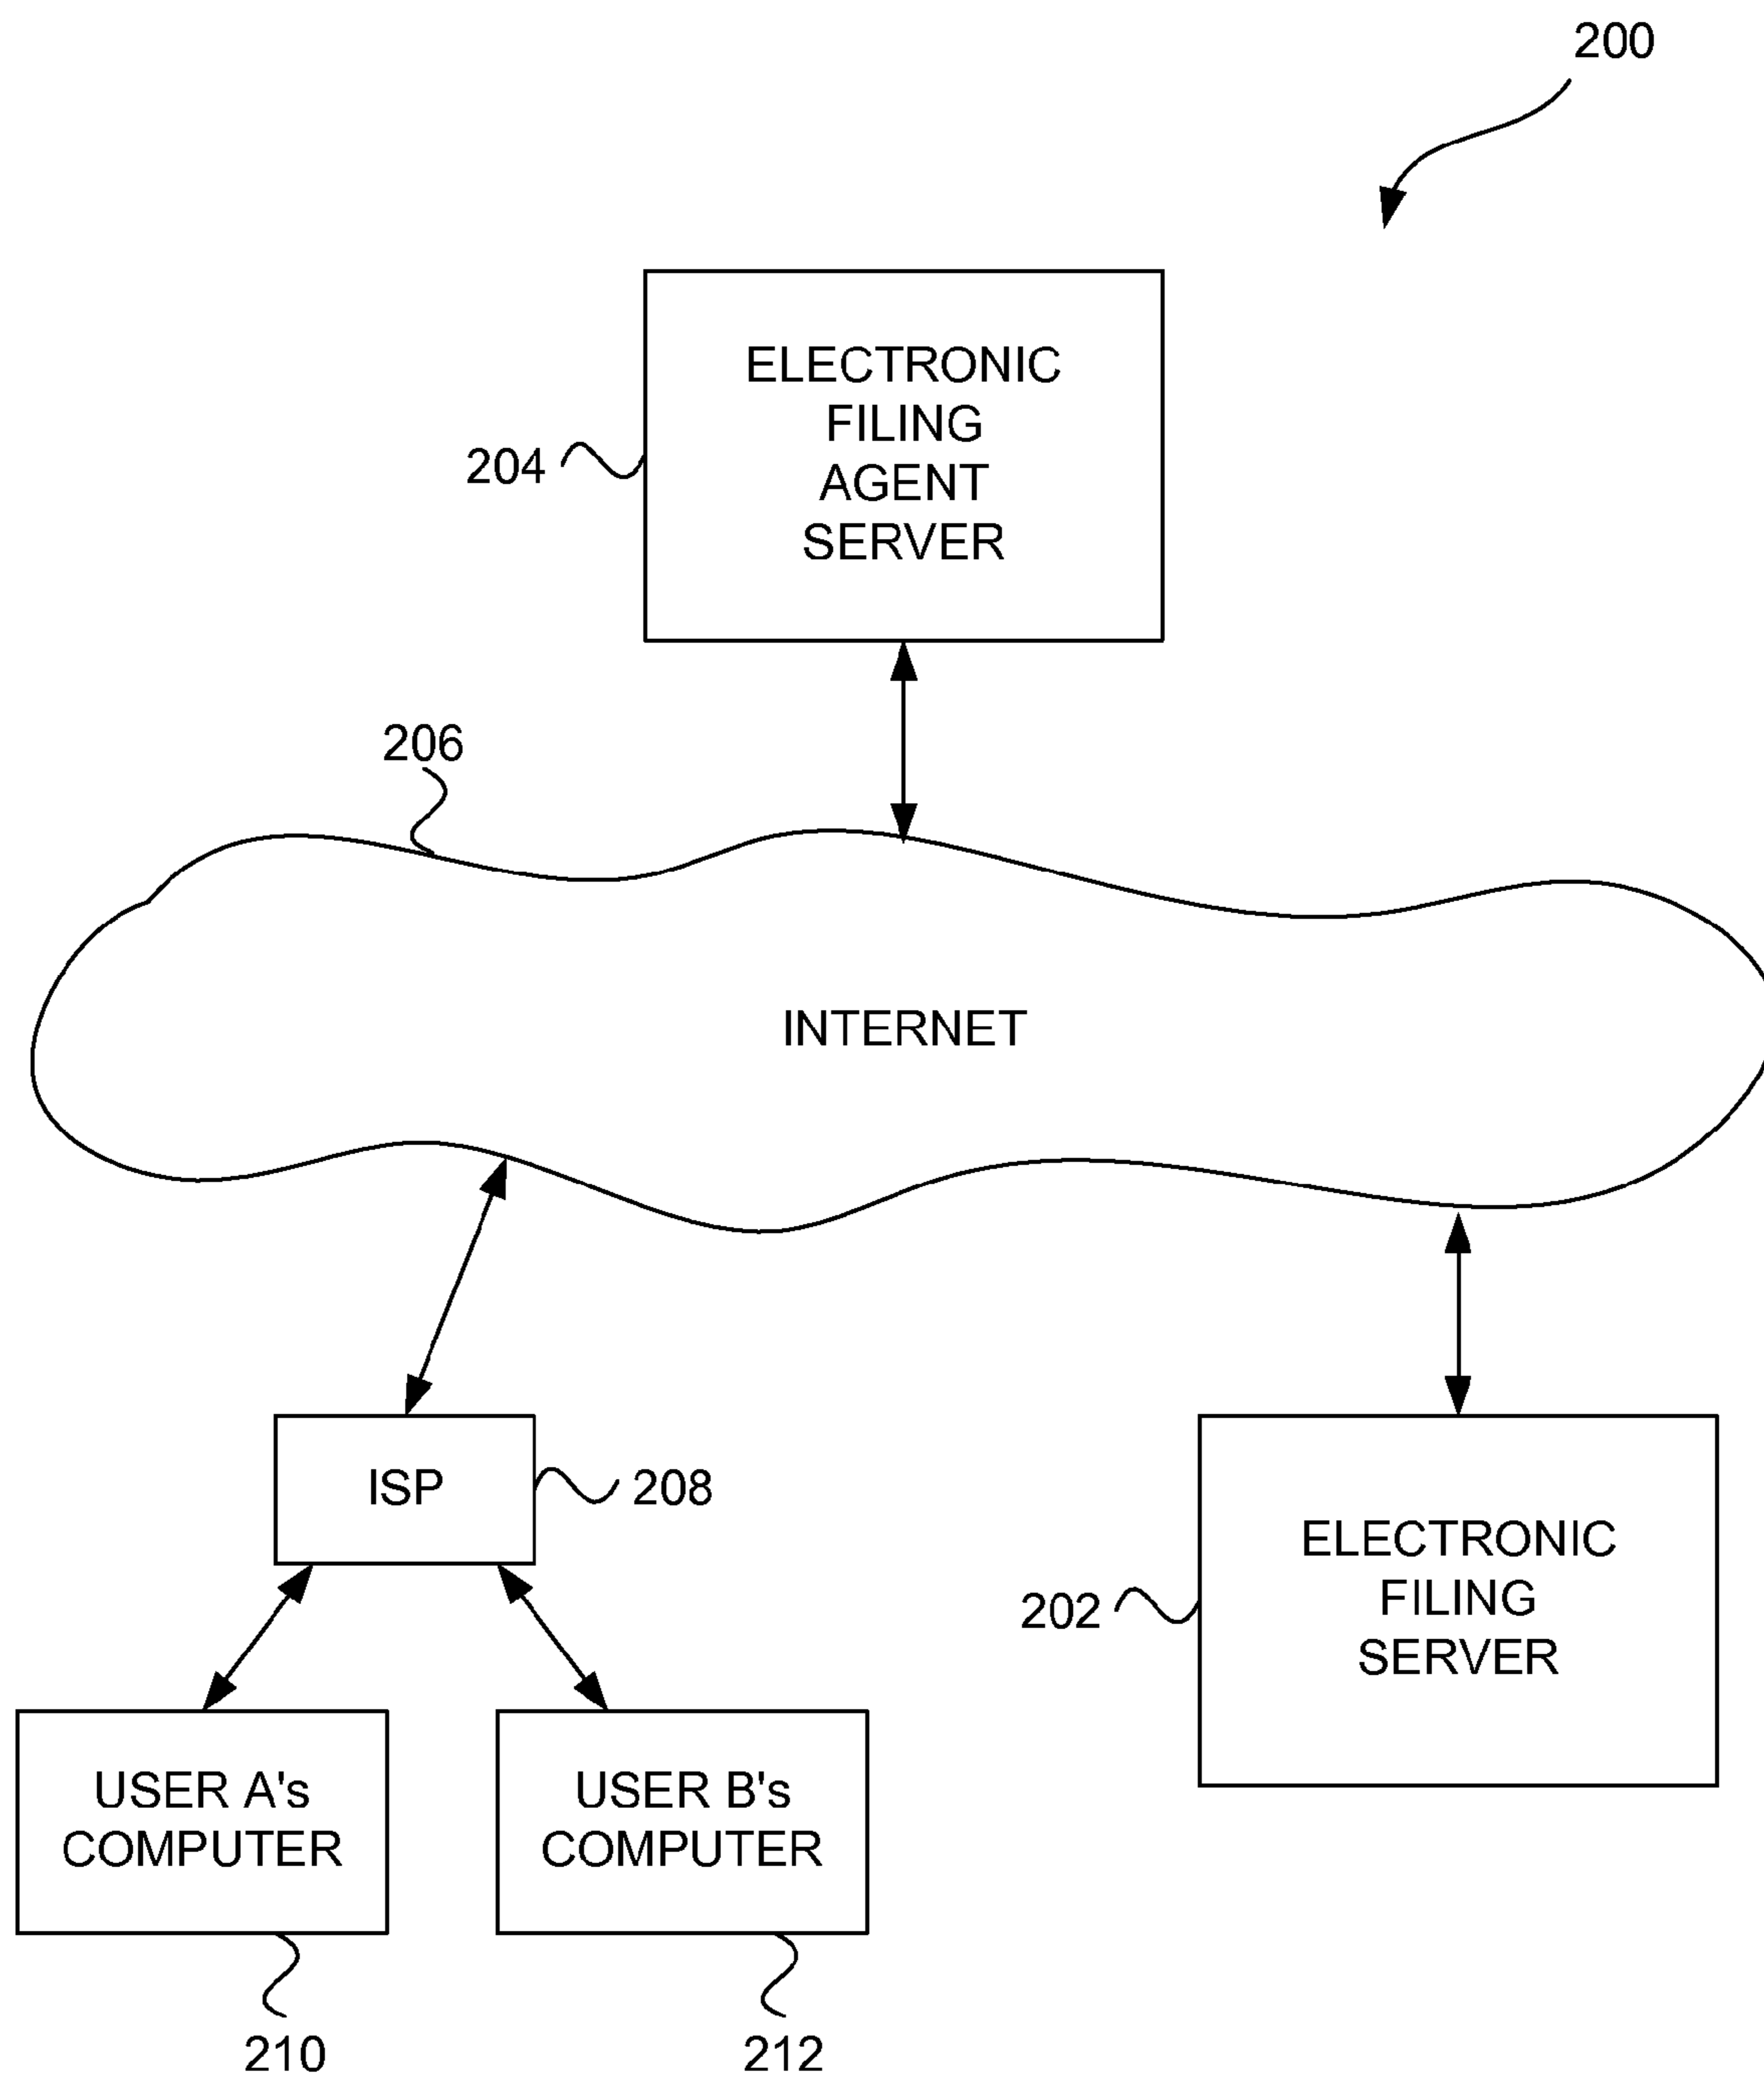 200
ELECTRONIC
FILING
AGENT
SERVER
204
206
INTERNET
ISP
208
ELECTRONIC
FILING
SERVER
202
USER A's
COMPUTER
USER B's
COMPUTER
210
212